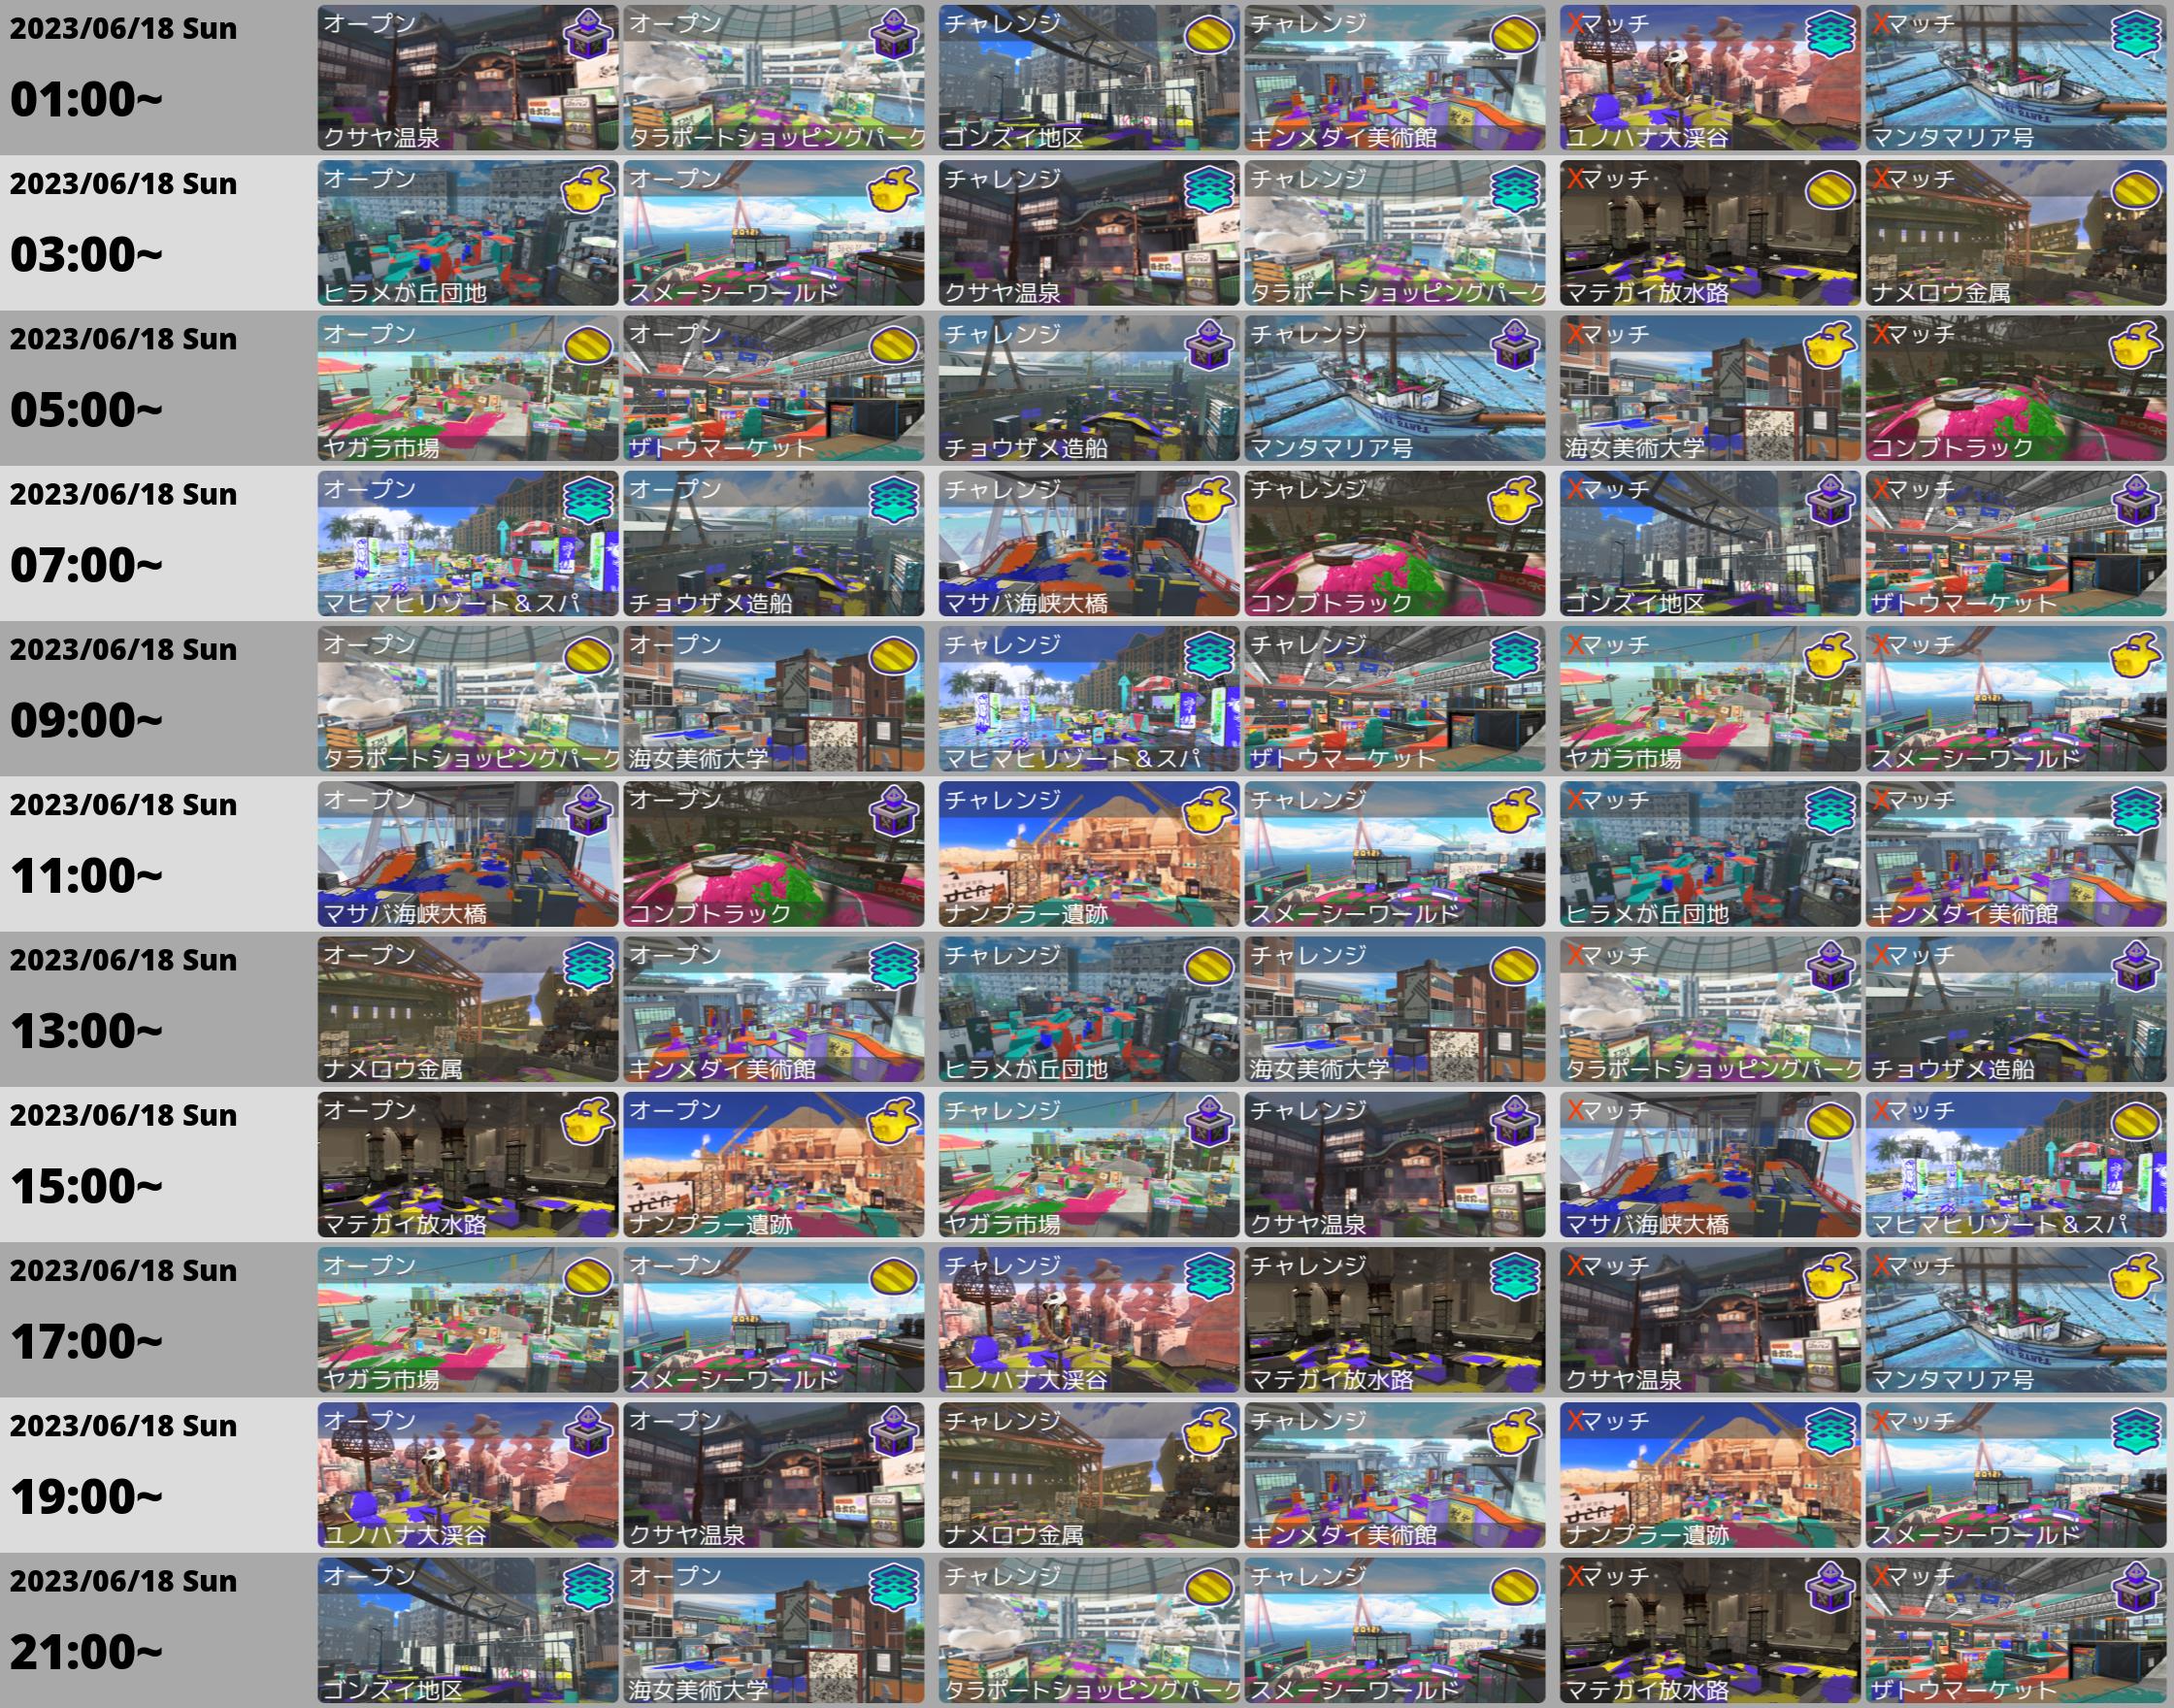 2023/06/18 Sun
01:00~
オープン オープン チャレンジ チャレンジ Xマッチ Xマッチ
クサヤ温泉 タラポートショッピングパーク ゴンズイ地区 キンメダイ美術館 ユノハナ大渓谷 マンタマリア号
2023/06/18 Sun
03:00~
オープン オープン チャレンジ チャレンジ Xマッチ Xマッチ
ヒラメが丘団地 スメーシーワールド クサヤ温泉 タラポートショッピングパーク マテガイ放水路 ナメロウ金属
2023/06/18 Sun
05:00~
オープン オープン チャレンジ チャレンジ Xマッチ Xマッチ
ヤガラ市場 ザトウマーケット チョウザメ造船 マンタマリア号 海女美術大学 コンブトラック
2023/06/18 Sun
07:00~
オープン オープン チャレンジ チャレンジ Xマッチ Xマッチ
マヒマヒリゾート＆スパ チョウザメ造船 マサバ海峡大橋 コンブトラック ゴンズイ地区 ザトウマーケット
2023/06/18 Sun
09:00~
オープン オープン チャレンジ チャレンジ Xマッチ Xマッチ
タラポートショッピングパーク 海女美術大学 マヒマヒリゾート＆スパ ザトウマーケット ヤガラ市場 スメーシーワールド
2023/06/18 Sun
11:00~
オープン オープン チャレンジ チャレンジ Xマッチ Xマッチ
マサバ海峡大橋 コンブトラック ナンプラー遺跡 スメーシーワールド ヒラメが丘団地 キンメダイ美術館
2023/06/18 Sun
13:00~
オープン オープン チャレンジ チャレンジ Xマッチ Xマッチ
ナメロウ金属 キンメダイ美術館 ヒラメが丘団地 海女美術大学 タラポートショッピングパーク チョウザメ造船
2023/06/18 Sun
15:00~
オープン オープン チャレンジ チャレンジ Xマッチ Xマッチ
マテガイ放水路 ナンプラー遺跡 ヤガラ市場 クサヤ温泉 マサバ海峡大橋 マヒマヒリゾート＆スパ
2023/06/18 Sun
17:00~
オープン オープン チャレンジ チャレンジ Xマッチ Xマッチ
ヤガラ市場 スメーシーワールド ユノハナ大渓谷 マテガイ放水路 クサヤ温泉 マンタマリア号
2023/06/18 Sun
19:00~
オープン オープン チャレンジ チャレンジ Xマッチ Xマッチ
ユノハナ大渓谷 クサヤ温泉 ナメロウ金属 キンメダイ美術館 ナンプラー遺跡 スメーシーワールド
2023/06/18 Sun
21:00~
オープン オープン チャレンジ チャレンジ Xマッチ Xマッチ
ゴンズイ地区 海女美術大学 タラポートショッピングパーク スメーシーワールド マテガイ放水路 ザトウマーケット